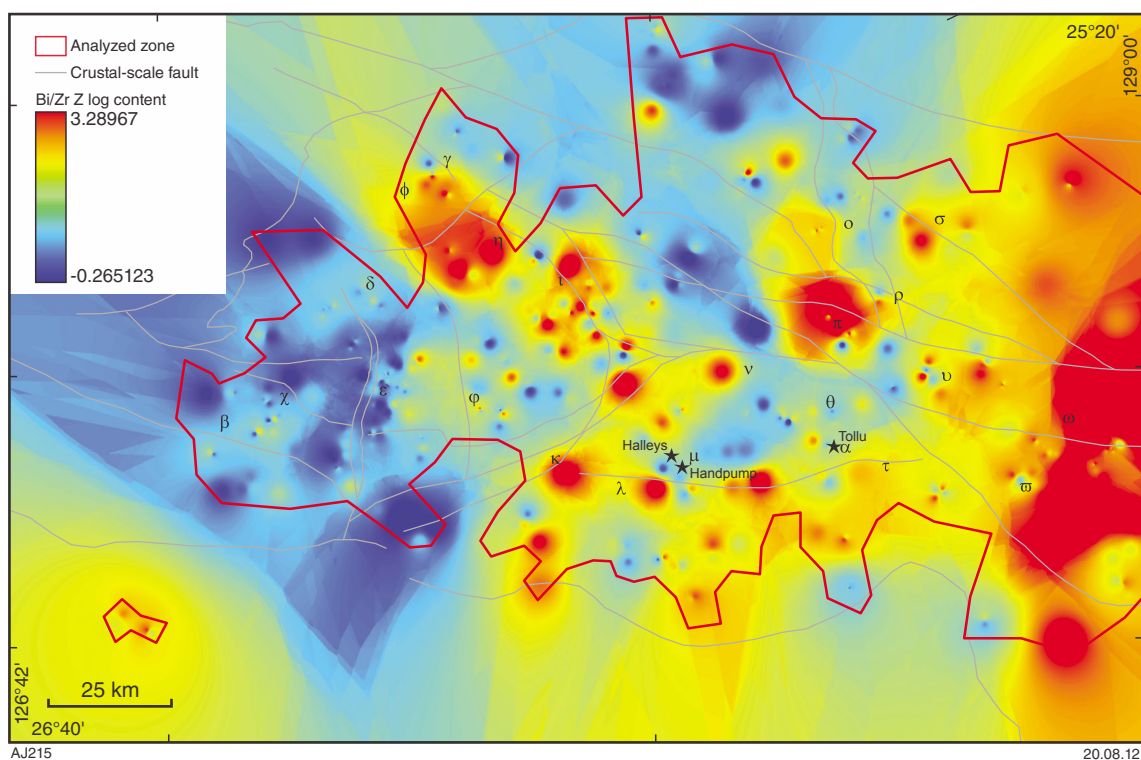 Analyzed zone
Crustal-scale fault
Bi/Zr Z log content
3.28967
-0.265123
25°20'
129°00'
γ
ϕ
σ
ο
η
ι
δ
ρ
π
ν
υ
ε
χ
φ
β
θ
ω
Tollu
α
Halleys
μ
Handpump
κ
λ
τ
ϖ
25 km
126°42'
26°40'
AJ215
20.08.12